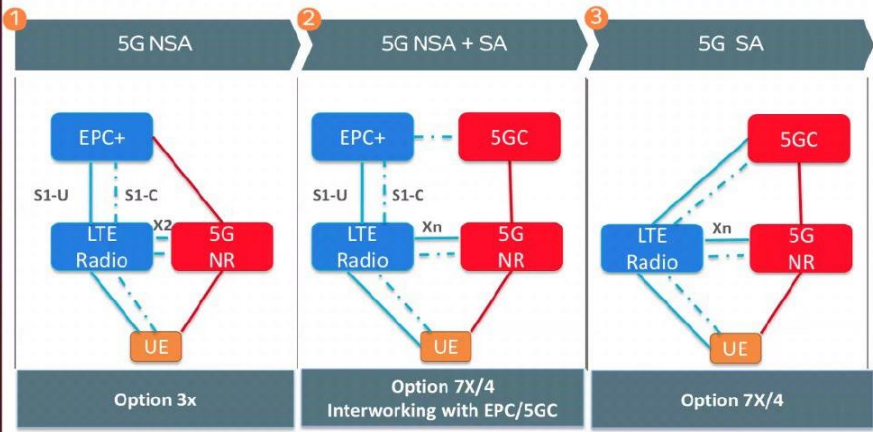 1
5G NSA
2
5G NSA + SA
3
5G SA
EPC+
S1-U
S1-C
X2
LTE
Radio
5G
NR
UE
Option 3x
EPC+
5GC
S1-U
S1-C
Xn
LTE
Radio
5G
NR
UE
Option 7X/4
Interworking with EPC/5GC
5GC
Xn
LTE
Radio
5G
NR
UE
Option 7X/4